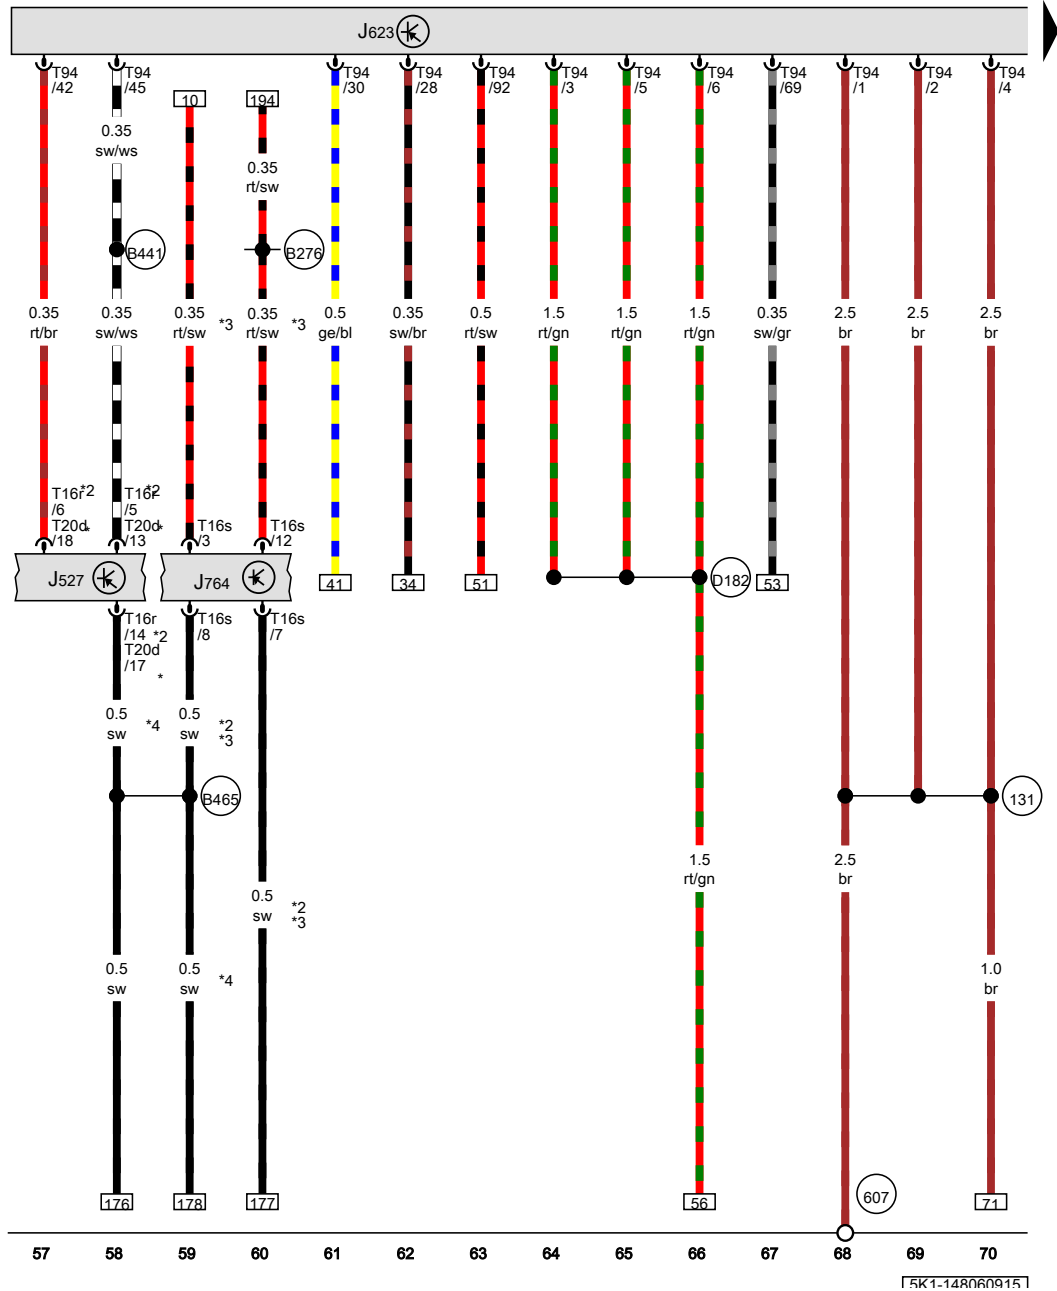 J623
T94 T94 T94 T94 T94 T94 T94 T94 T94 T94 T94 T94
/42 /45 /30 /28 /92 /3 /5 /6 /69 /1 /2 /4
10 194
0.35
sw/ws
0.35
rt/sw
B441 B276
0.35 0.35 0.35 *3 0.35 *3 0.5 0.35 0.5 1.5 1.5 1.5 0.35 2.5 2.5 2.5
rt/br sw/ws rt/sw rt/sw ge/bl sw/br rt/sw rt/gn rt/gn rt/gn sw/gr br br br
T16r *2 T16r *2
/6 /5
T20d * T20d * T16s T16s
/18 /13 /3 /12
J527 J764 41 34 51 D182 53
T16r T16s T16s
/14 *2 /8 /7
T20d
/17
*
0.5 *4 0.5 *2
sw sw *3
B465 131
1.5 2.5
rt/gn br
0.5 *2
sw *3
0.5 0.5 *4 1.0
sw sw br
607
176 178 177 56 71
57 58 59 60 61 62 63 64 65 66 67 68 69 70
5K1-148060915